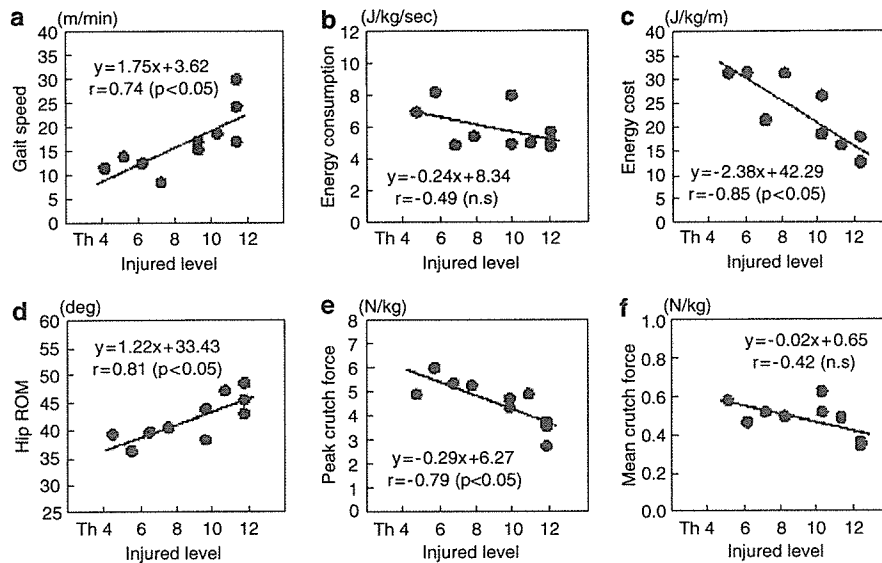 a (m/min)
40
35
30
25
20
15
10
5
0
Gait speed
y=1.75x+3.62
r=0.74 (p<0.05)
Th 4 6 8 10 12
Injured level
b (J/kg/sec)
12
10
8
6
4
2
0
Energy consumption
y=-0.24x+8.34
r=-0.49 (n.s)
Th 4 6 8 10 12
Injured level
c (J/kg/m)
40
35
30
25
20
15
10
5
0
Energy cost
y=-2.38x+42.29
r=-0.85 (p<0.05)
Th 4 6 8 10 12
Injured level
d (deg)
60
55
50
45
40
35
30
25
Hip ROM
y=1.22x+33.43
r=0.81 (p<0.05)
Th 4 6 8 10 12
Injured level
e (N/kg)
8
7
6
5
4
3
2
1
0
Peak crutch force
y=-0.29x+6.27
r=-0.79 (p<0.05)
Th 4 6 8 10 12
Injured level
f (N/kg)
1.0
0.8
0.6
0.4
0.2
0.0
Mean crutch force
y=-0.02x+0.65
r=-0.42 (n.s)
Th 4 6 8 10 12
Injured level